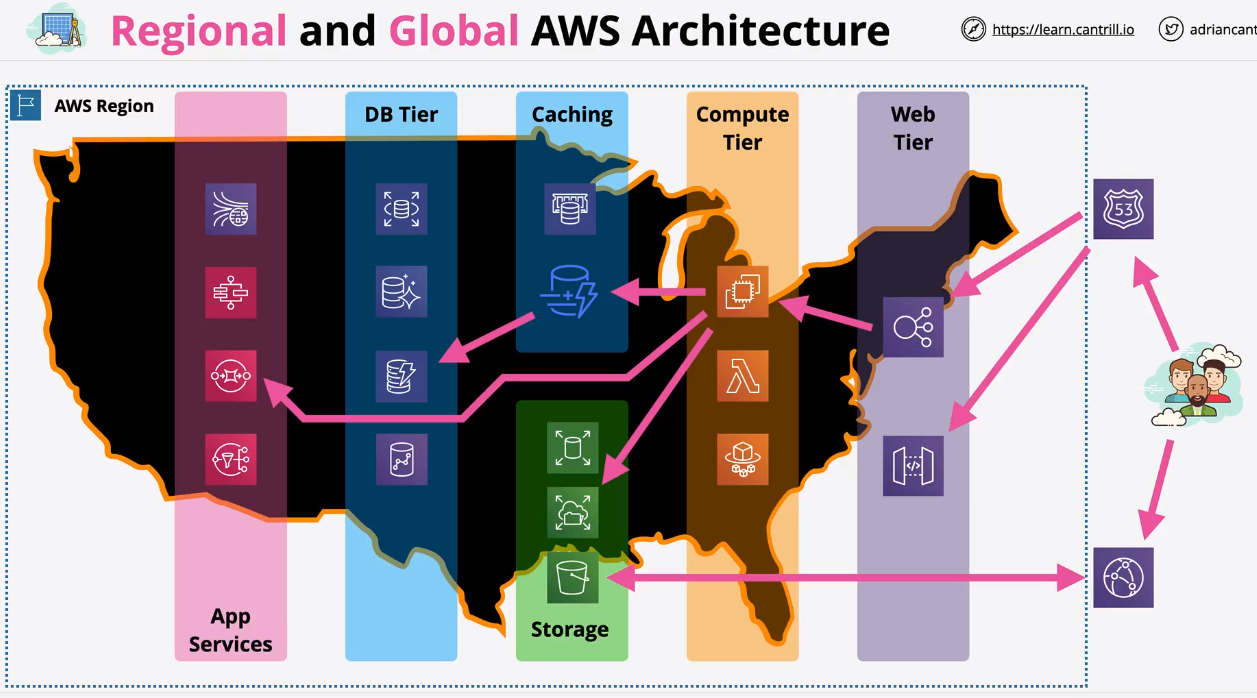 Regional and Global AWS Architecture
https://learn.cantrill.io
adriancant
AWS Region
DB Tier
Caching
Compute
Tier
Web
Tier
53
App
Services
Storage